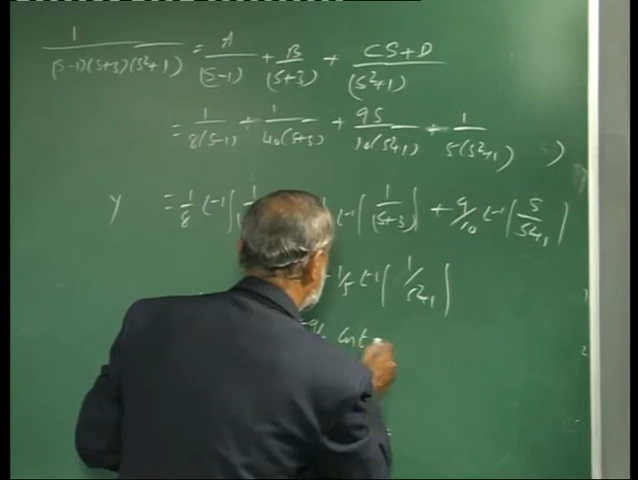 1/((S-1)(S+3)(S²+1)) = A/(S-1) + B/(S+3) + (CS+D)/(S²+1)
= 1/(8(S-1)) + 1/(40(S+3)) + 9S/(10(S²+1)) + 1/(5(S²+1))
y = 1/8 L⁻¹( L⁻¹(1/(S+3)) + 9/10 L⁻¹(S/(S²+1))
1/5 L⁻¹(1/(S²+1))